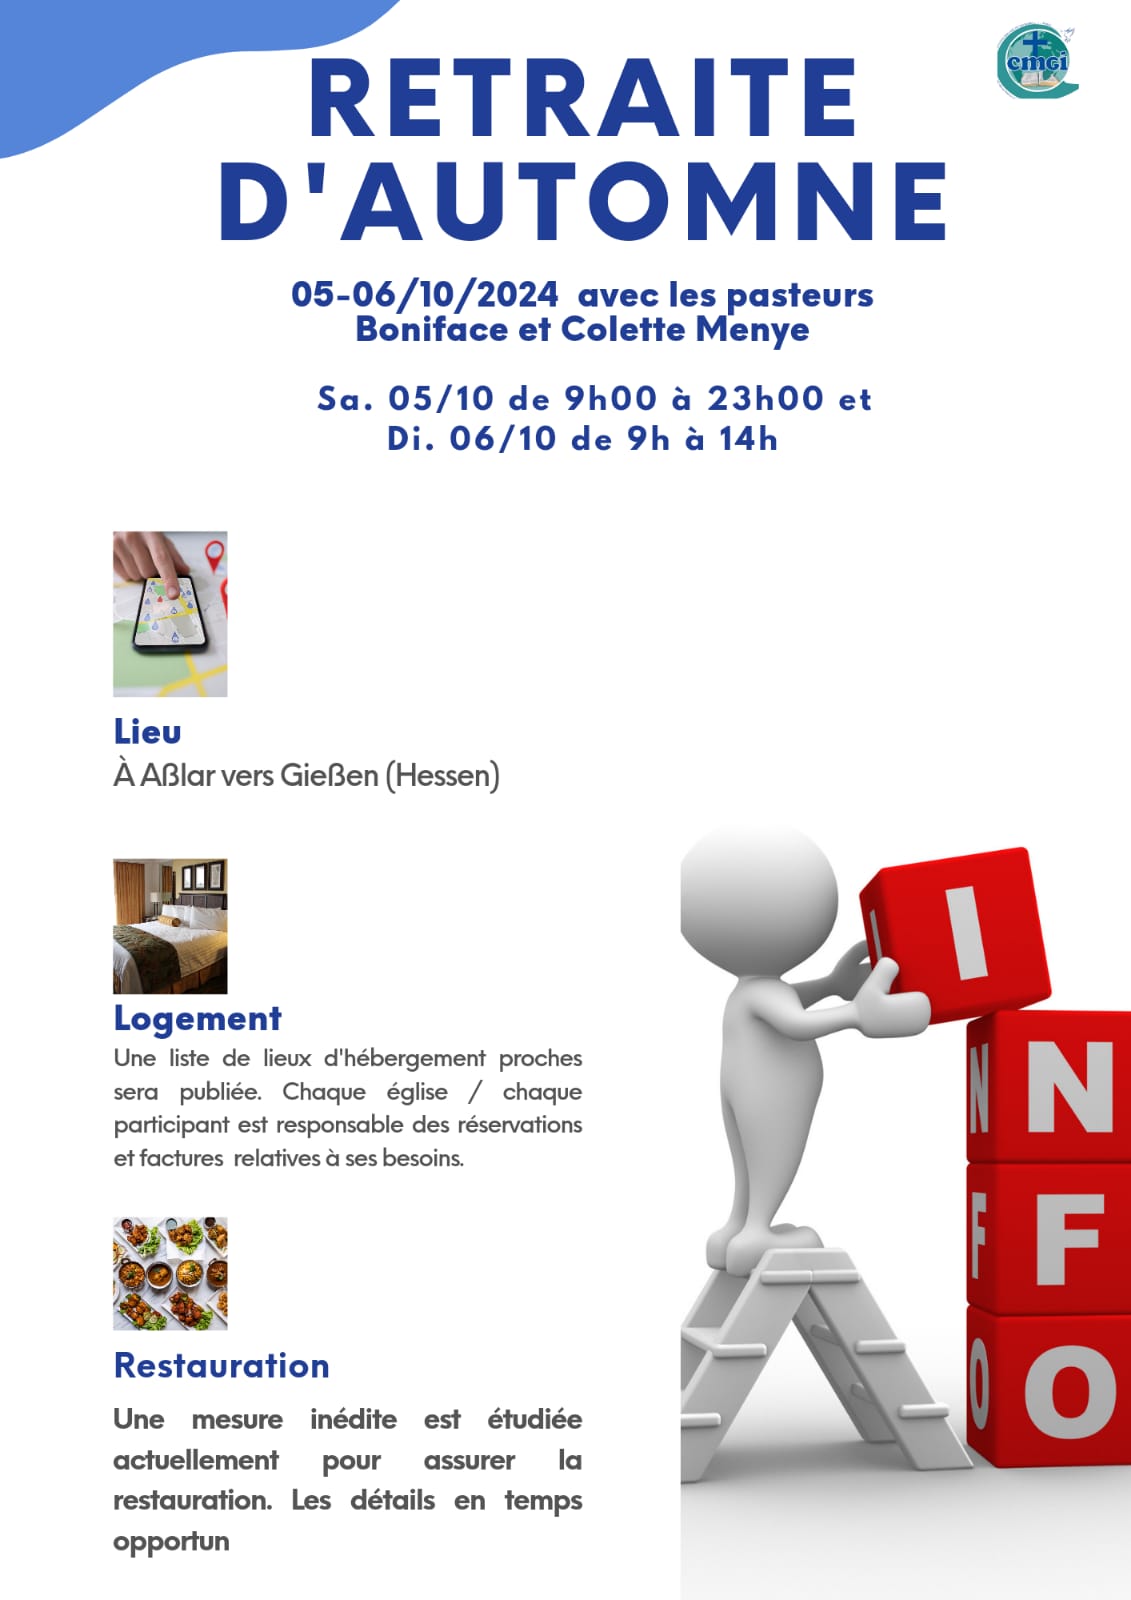 cmci
RETRAITE
D'AUTOMNE
05-06/10/2024 avec les pasteurs
Boniface et Colette Menye
Sa. 05/10 de 9h00 à 23h00 et
Di. 06/10 de 9h à 14h
Lieu
À Aßlar vers Gießen (Hessen)
Logement
Une liste de lieux d'hébergement proches
sera publiée. Chaque église / chaque
participant est responsable des réservations
et factures relatives à ses besoins.
Restauration
Une mesure inédite est étudiée
actuellement pour assurer la
restauration. Les détails en temps
opportun
I
I
N
N
F
F
O
O